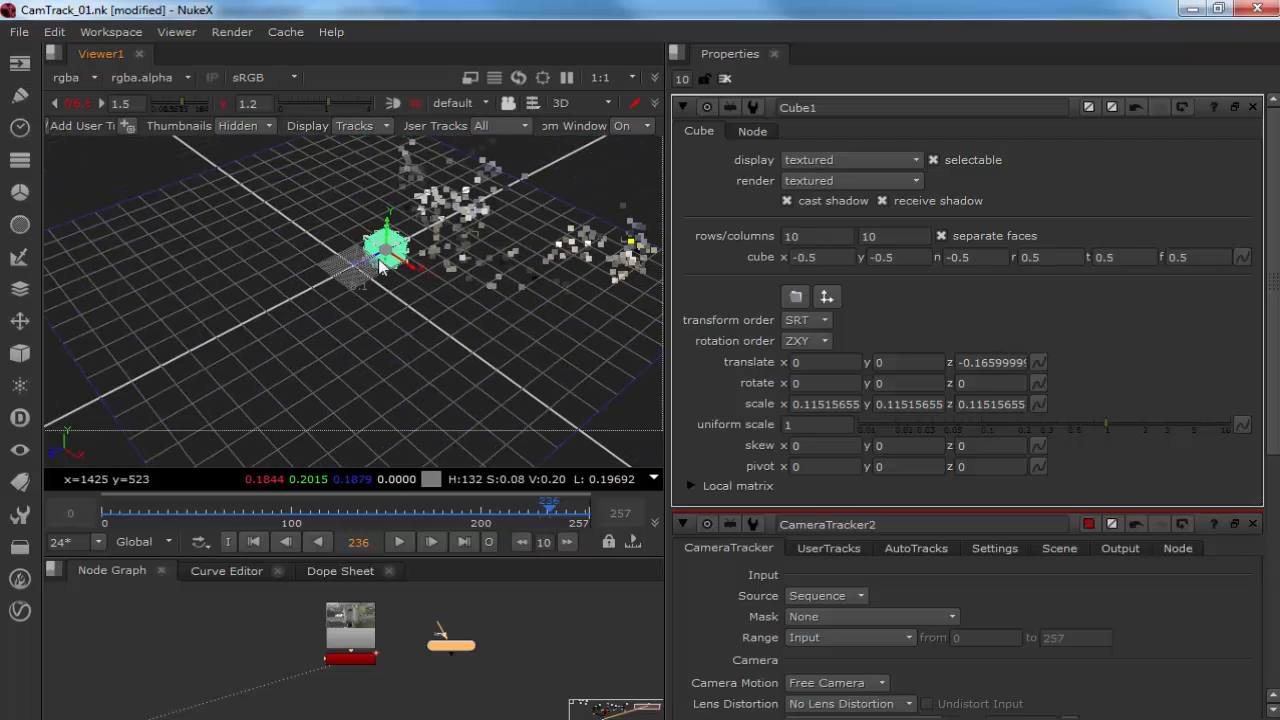 CamTrack_01.nk [modified] - NukeX
File Edit Workspace Viewer Render Cache Help
Viewer1
Properties
rgba rgba.alpha IP sRGB 1:1
10
f/6.3 1.5 Y 1.2 default 3D
Cube1
Add User Ti Thumbnails Hidden Display Tracks User Tracks All om Window On
Cube Node
display textured selectable
render textured
cast shadow receive shadow
rows/columns 10 10 separate faces
cube x -0.5 y -0.5 n -0.5 r 0.5 t 0.5 f 0.5
transform order SRT
rotation order ZXY
translate x 0 y 0 z -0.16599999
rotate x 0 y 0 z 0
scale x 0.11515655 y 0.11515655 z 0.11515655
uniform scale 1
skew x 0 y 0 z 0
pivot x 0 y 0 z 0
Local matrix
Y
X
Z
x=1425 y=523 0.1844 0.2015 0.1879 0.0000 H:132 S:0.08 V:0.20 L: 0.19692
0 0 100 200 236 257 257
24* Global 236 10
CameraTracker2
CameraTracker UserTracks AutoTracks Settings Scene Output Node
Node Graph Curve Editor Dope Sheet
Input
Source Sequence
Mask None
Range Input from 0 to 257
Camera
Camera Motion Free Camera
Lens Distortion No Lens Distortion Undistort Input